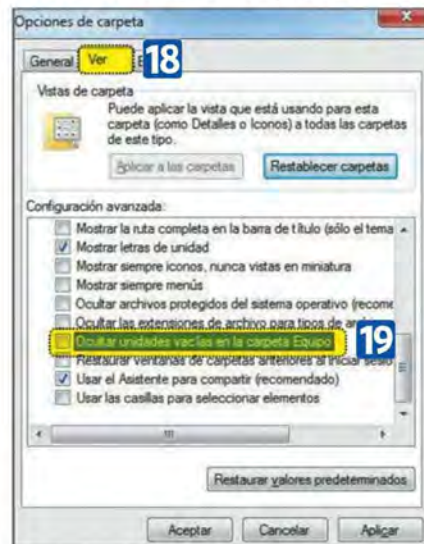 Opciones de carpeta
General Ver 18
Vistas de carpeta
Puede aplicar la vista que está usando para esta
carpeta (como Detalles o Iconos) a todas las carpetas
de este tipo.
Aplicar a las carpetas Restablecer carpetas
Configuración avanzada:
Mostrar la ruta completa en la barra de título (sólo el tema
Mostrar letras de unidad
Mostrar siempre iconos, nunca vistas en miniatura
Mostrar siempre menús
Ocultar archivos protegidos del sistema operativo (recome
Ocultar las extensiones de archivo para tipos de
Ocultar unidades vacías en la carpeta Equipo 19
Restaurar ventanas de carpetas anteriores al iniciar
Usar el Asistente para compartir (recomendado)
Usar las casillas para seleccionar elementos
Restaurar valores predeterminados
Aceptar Cancelar Aplicar